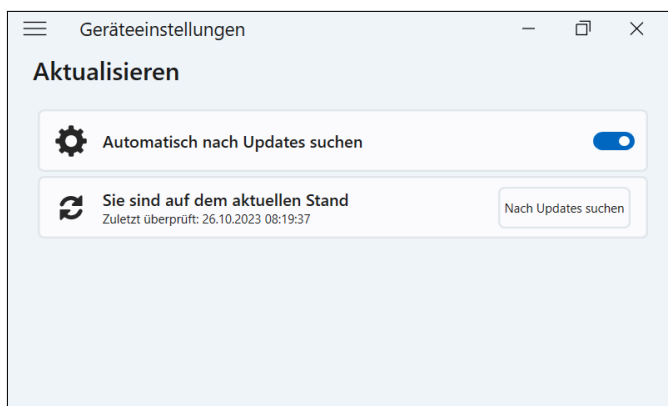 Geräteeinstellungen
Aktualisieren
Automatisch nach Updates suchen
Sie sind auf dem aktuellen Stand
Zuletzt überprüft: 26.10.2023 08:19:37
Nach Updates suchen